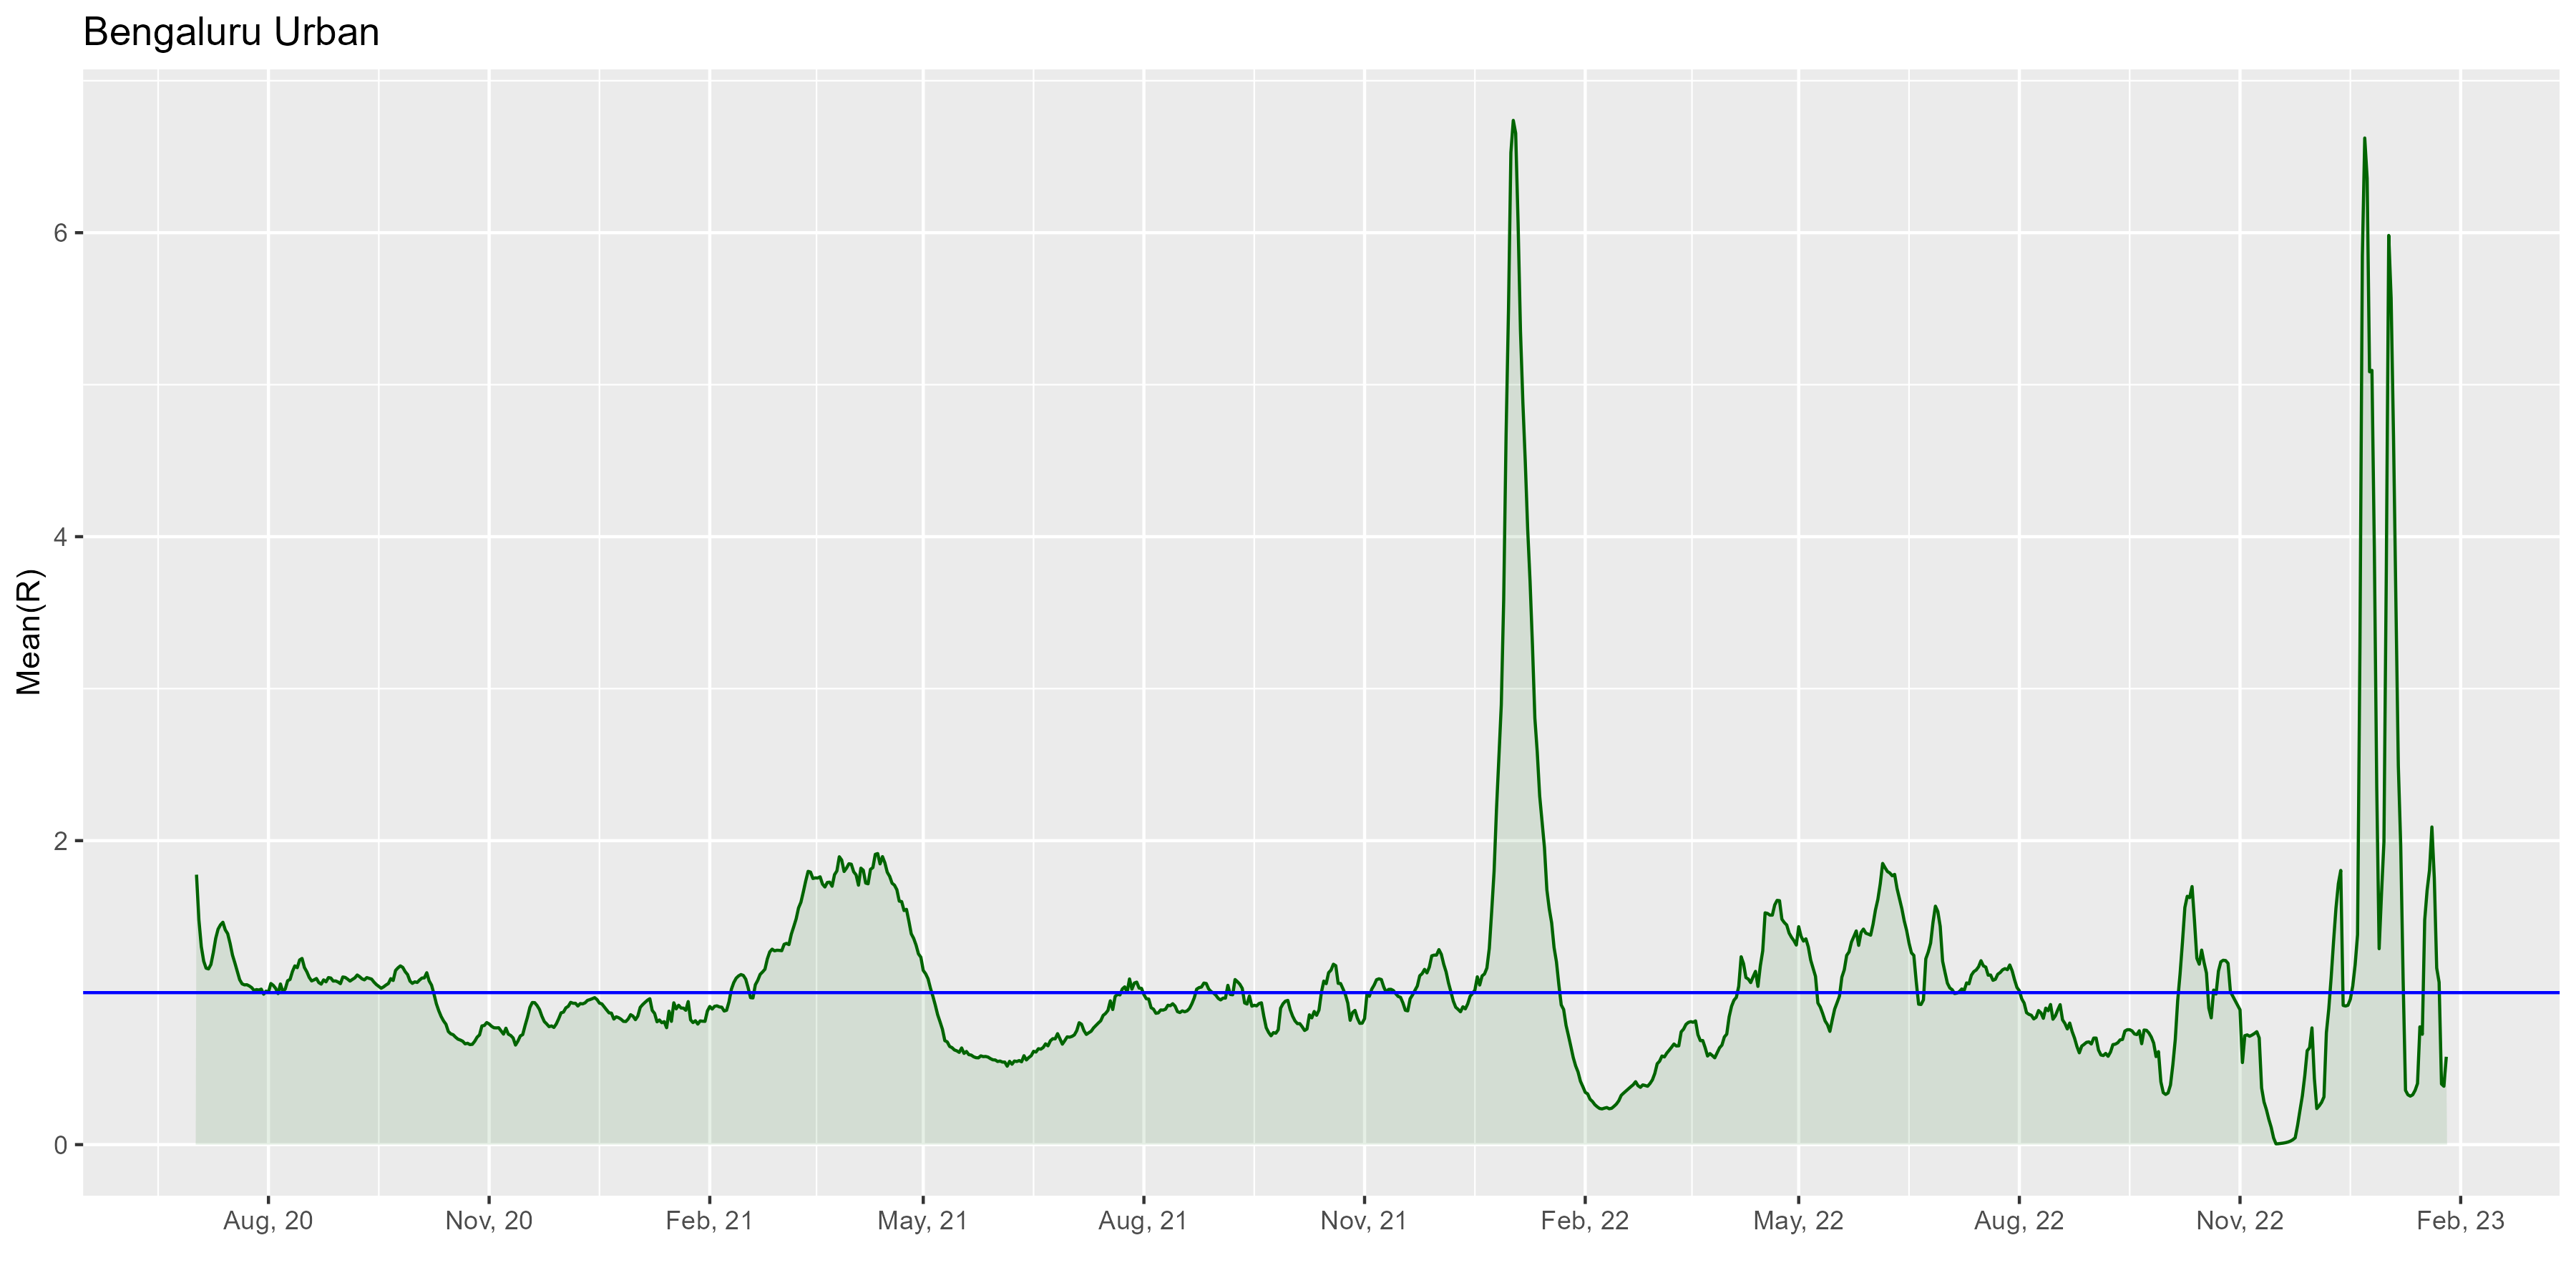 Bengaluru Urban
Mean(R)
6
4
2
0
Aug, 20 Nov, 20 Feb, 21 May, 21 Aug, 21 Nov, 21 Feb, 22 May, 22 Aug, 22 Nov, 22 Feb, 23